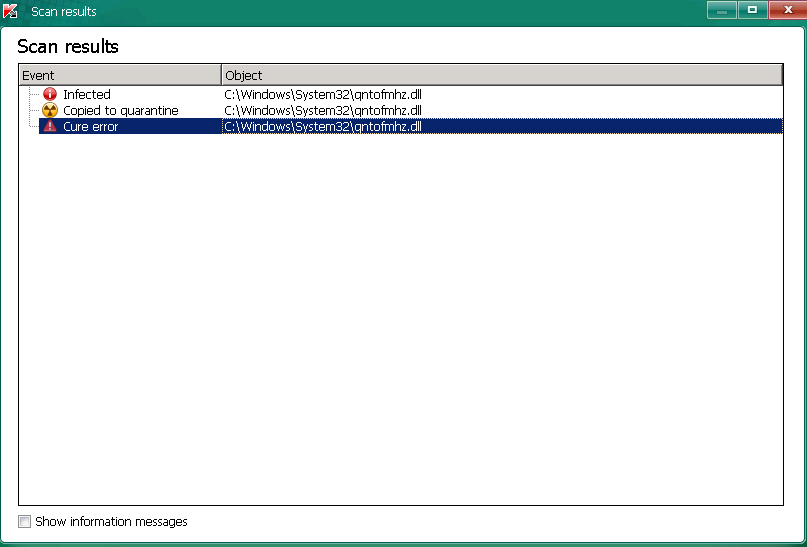 Scan results
Scan results
Event Object
Infected C:\Windows\System32\qntofmhz.dll
Copied to quarantine C:\Windows\System32\qntofmhz.dll
Cure error C:\Windows\System32\qntofmhz.dll
Show information messages